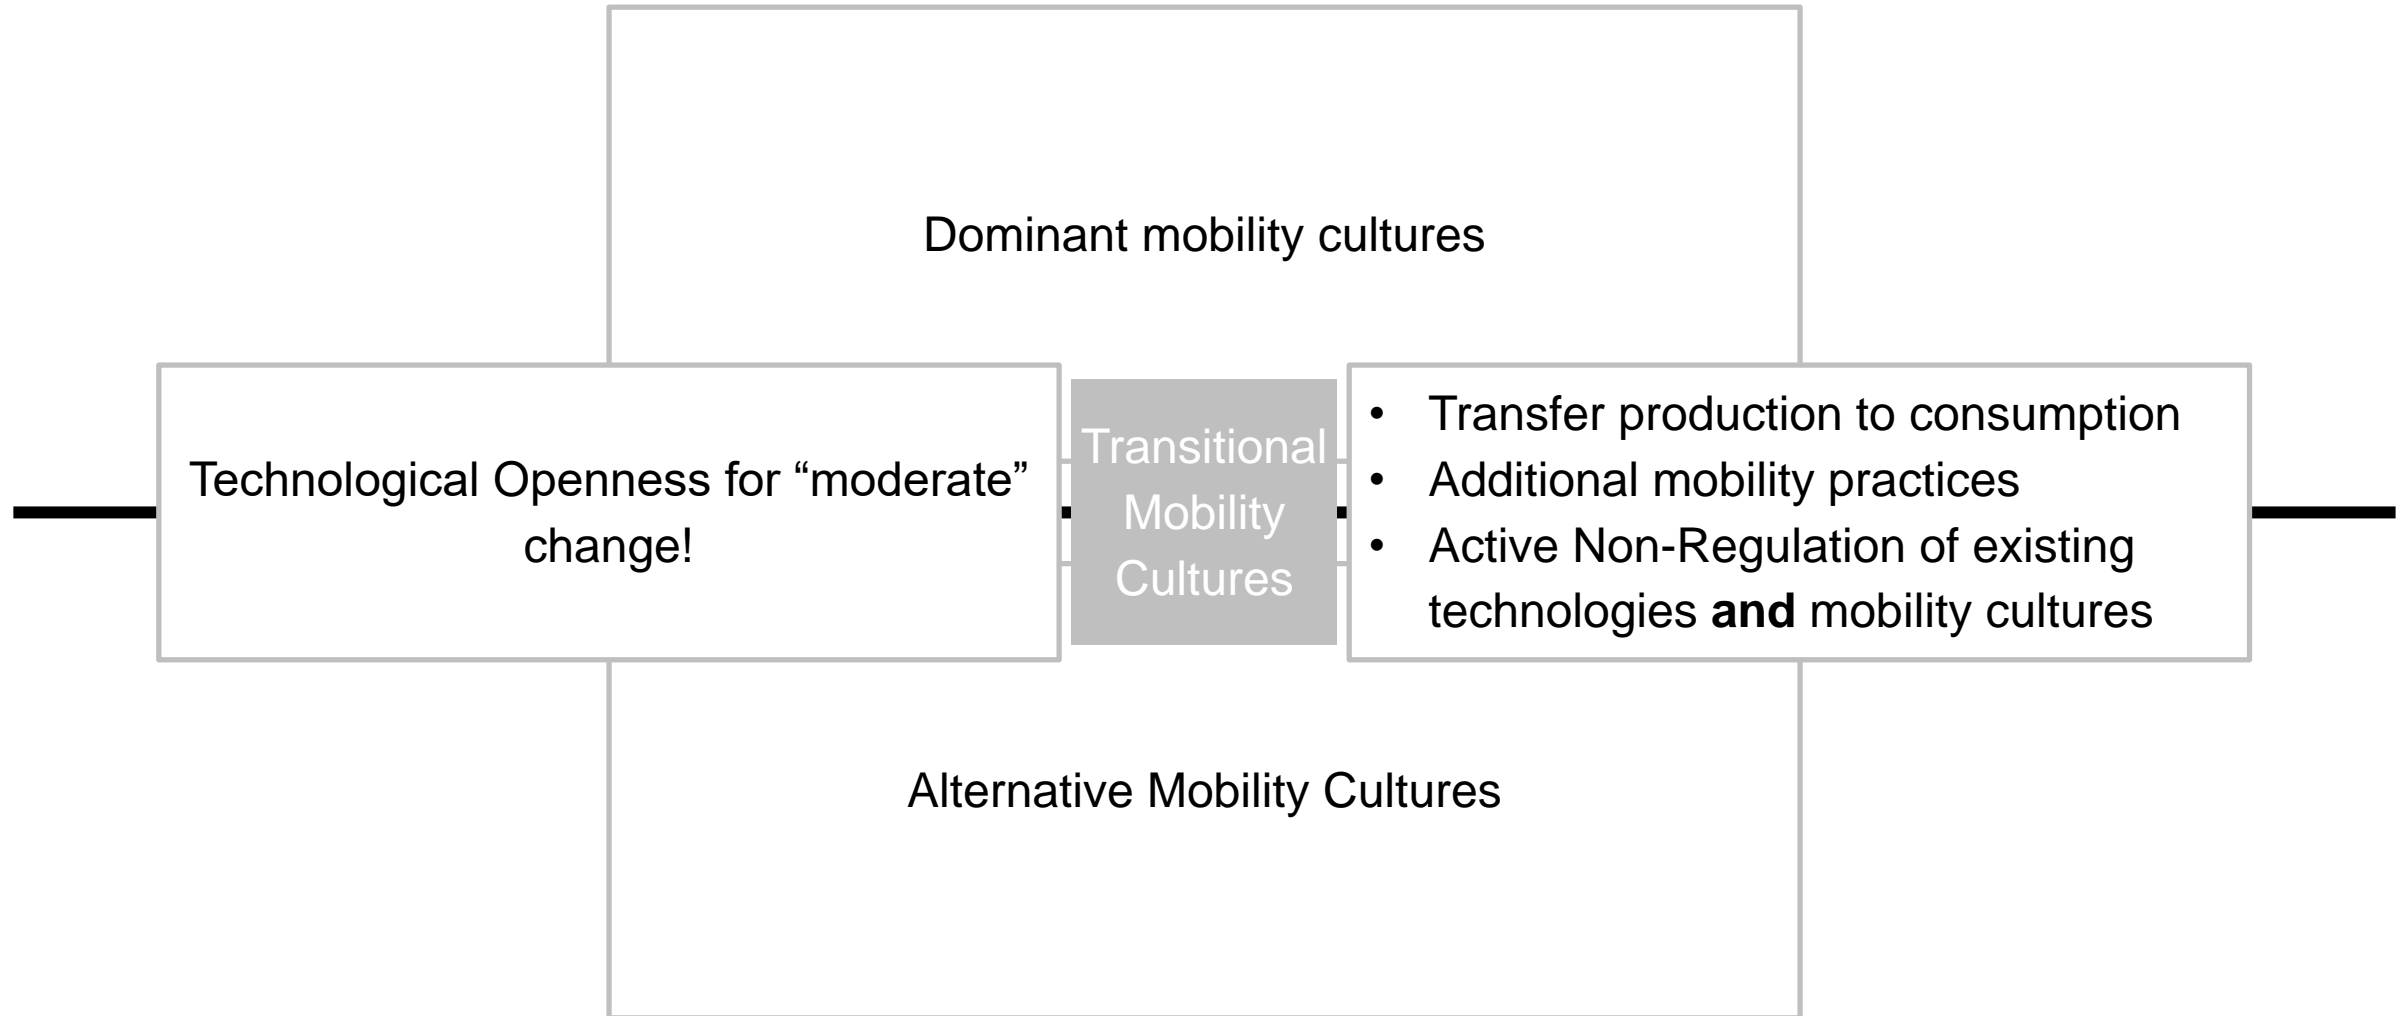 Dominant mobility cultures
Technological Openness for “moderate”
change!
Transitional
Mobility
Cultures
• Transfer production to consumption
• Additional mobility practices
• Active Non-Regulation of existing
technologies and mobility cultures
Alternative Mobility Cultures